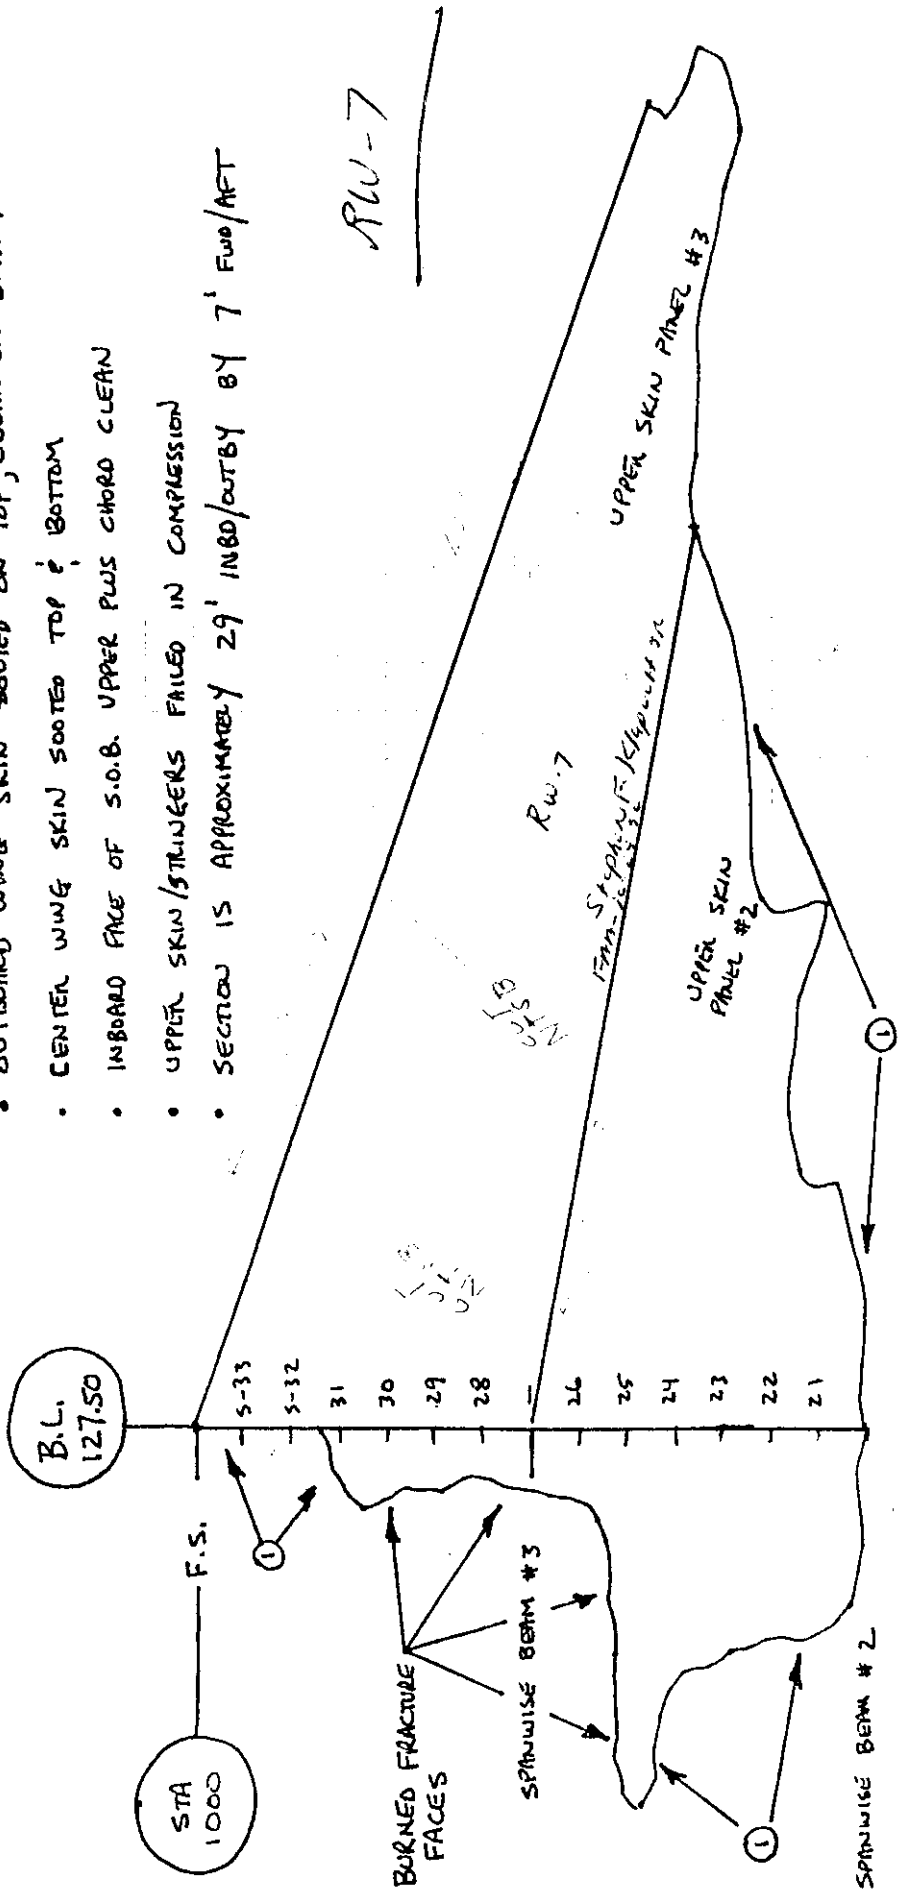 SKIN
• CENTER WING SKIN SOOTED TOP & BOTTOM
• INBOARD FACE OF S.O.B. UPPER PLUS CHORD CLEAN
• UPPER SKIN/STRINGERS FAILED IN COMPRESSION
• SECTION IS APPROXIMATELY 29' INBD/OUTBY BY 7' FWD/AFT
RW-7
B.L.
127.50
STA
1000
F.S.
S-33
S-32
31
30
29
28
26
25
24
23
22
21
1
BURNED FRACTURE
FACES
SPANWISE BEAM #3
1
SPANWISE BEAM #2
RW-7
UPPER SKIN PANEL #3
UPPER SKIN
PANEL #2
1
NTSB